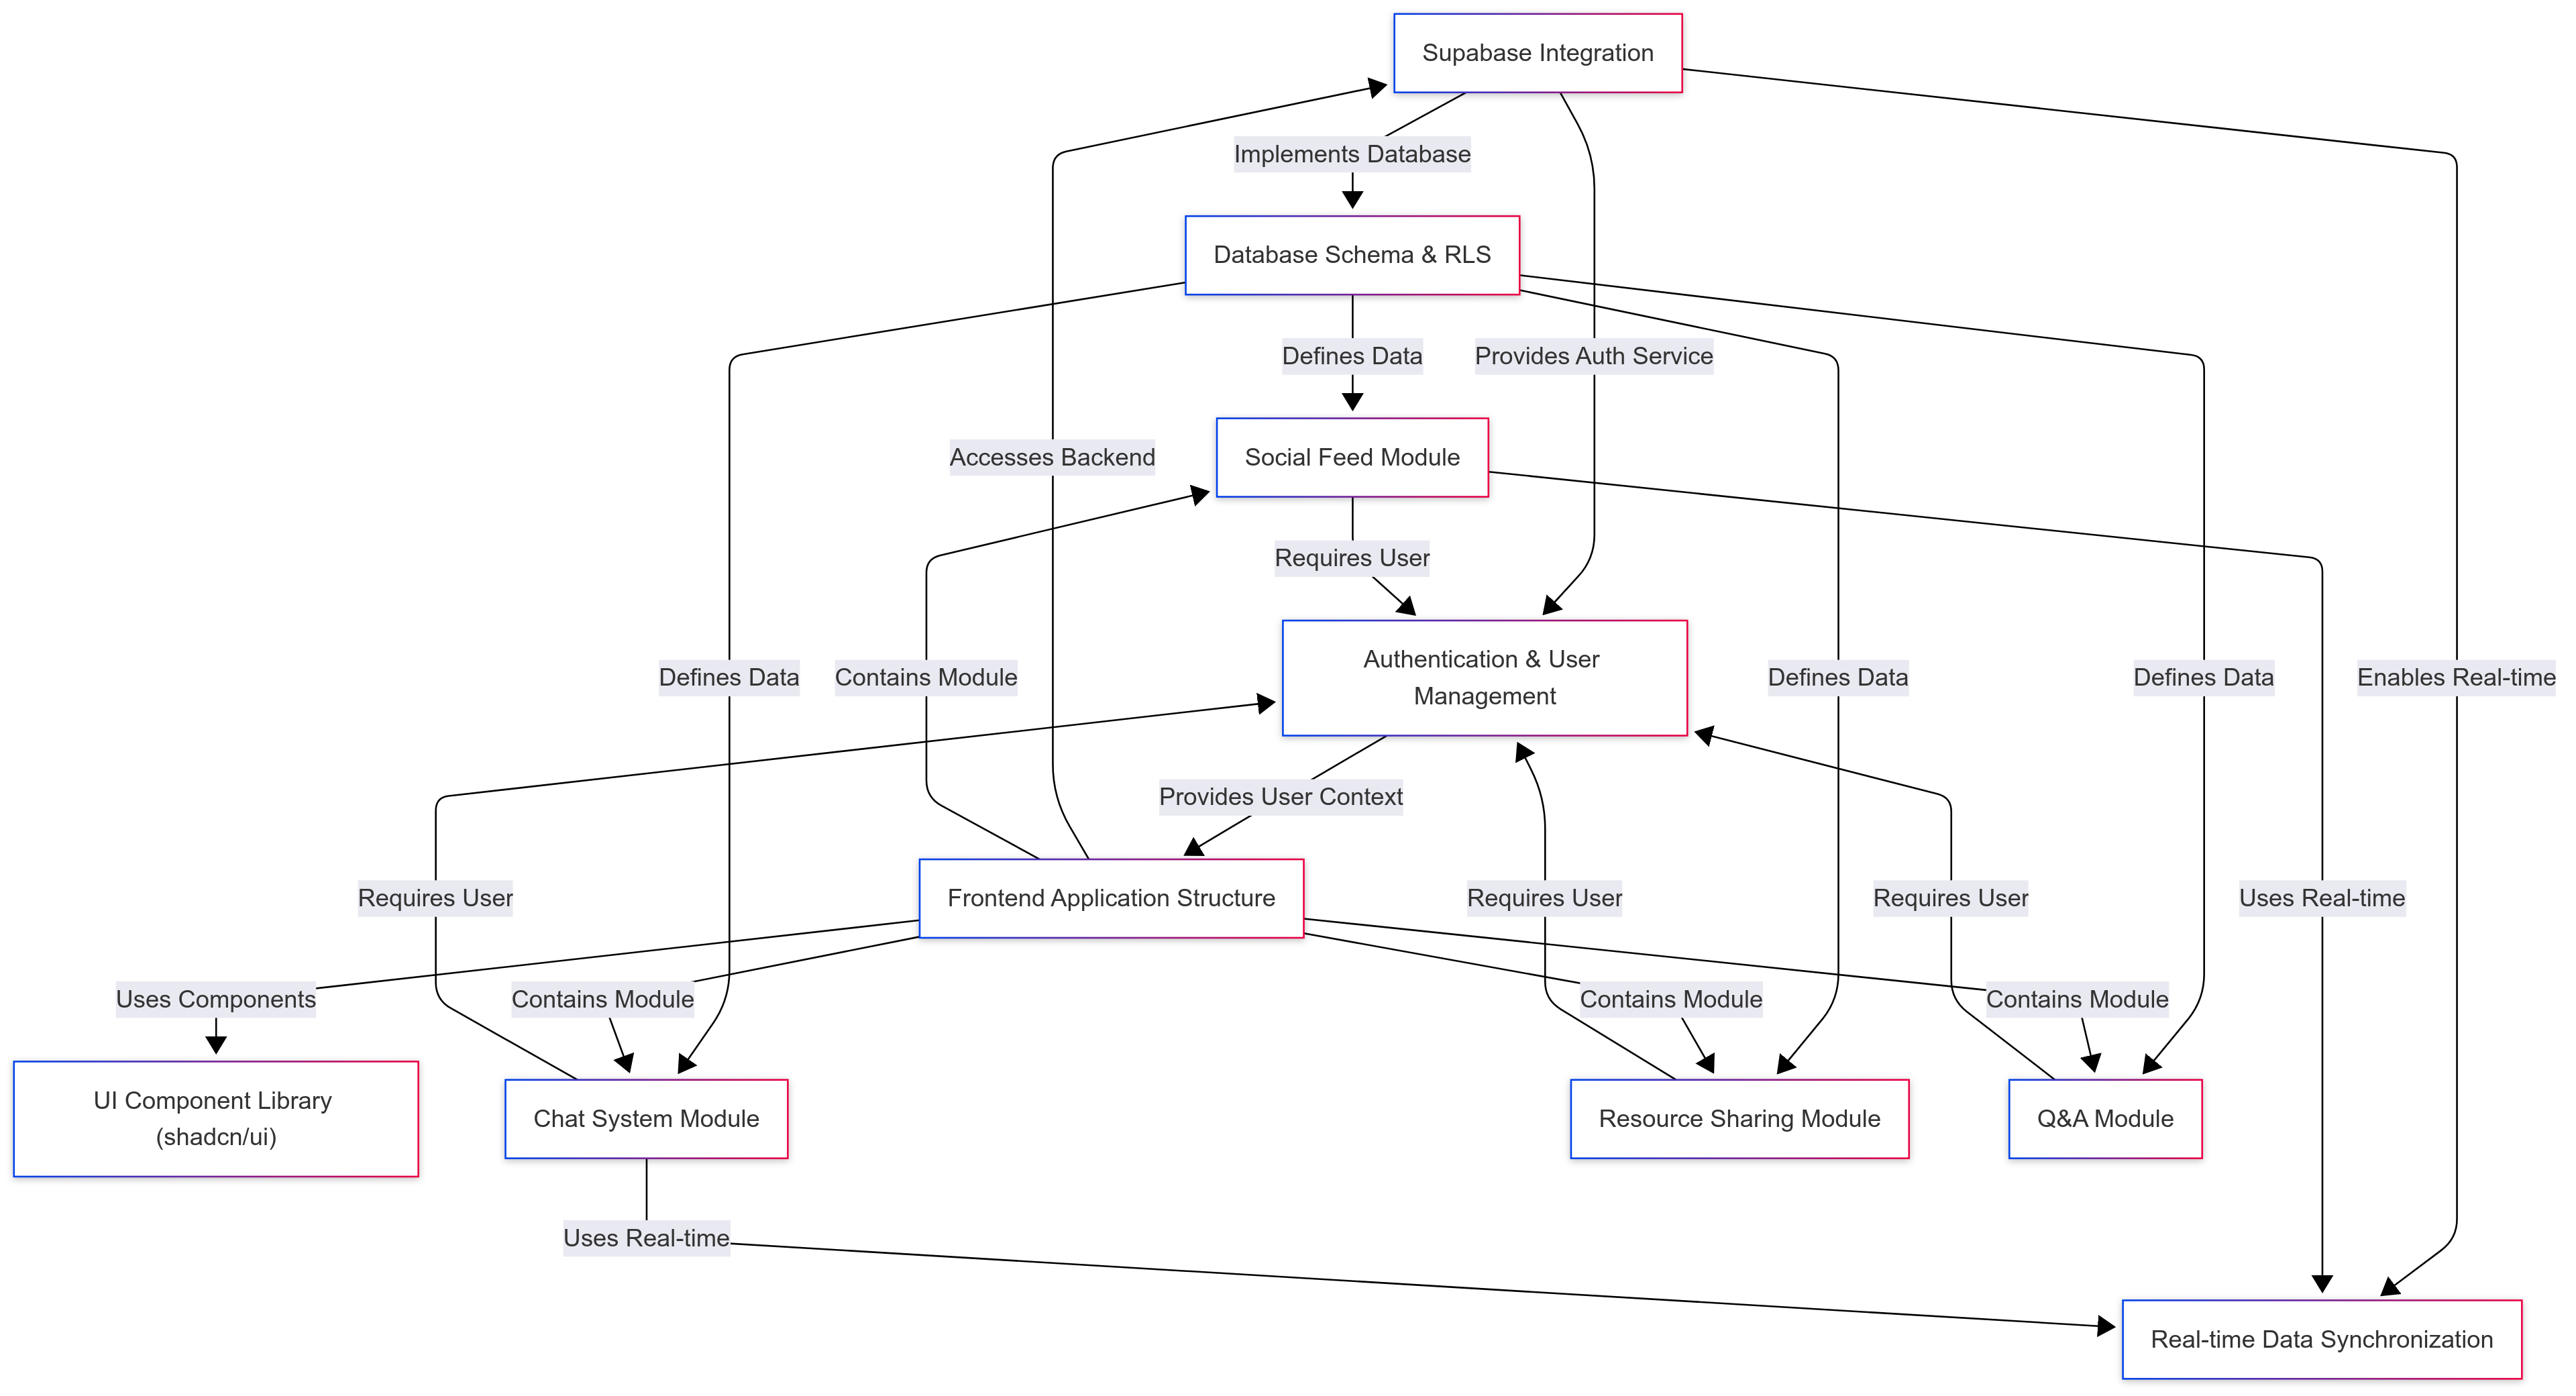 Supabase Integration
Implements Database
Database Schema & RLS
Defines Data
Provides Auth Service
Accesses Backend
Social Feed Module
Requires User
Defines Data
Contains Module
Authentication & User
Management
Defines Data
Defines Data
Enables Real-time
Provides User Context
Requires User
Frontend Application Structure
Requires User
Requires User
Uses Real-time
Uses Components
Contains Module
Contains Module
Contains Module
UI Component Library
(shadcn/ui)
Chat System Module
Resource Sharing Module
Q&A Module
Uses Real-time
Real-time Data Synchronization